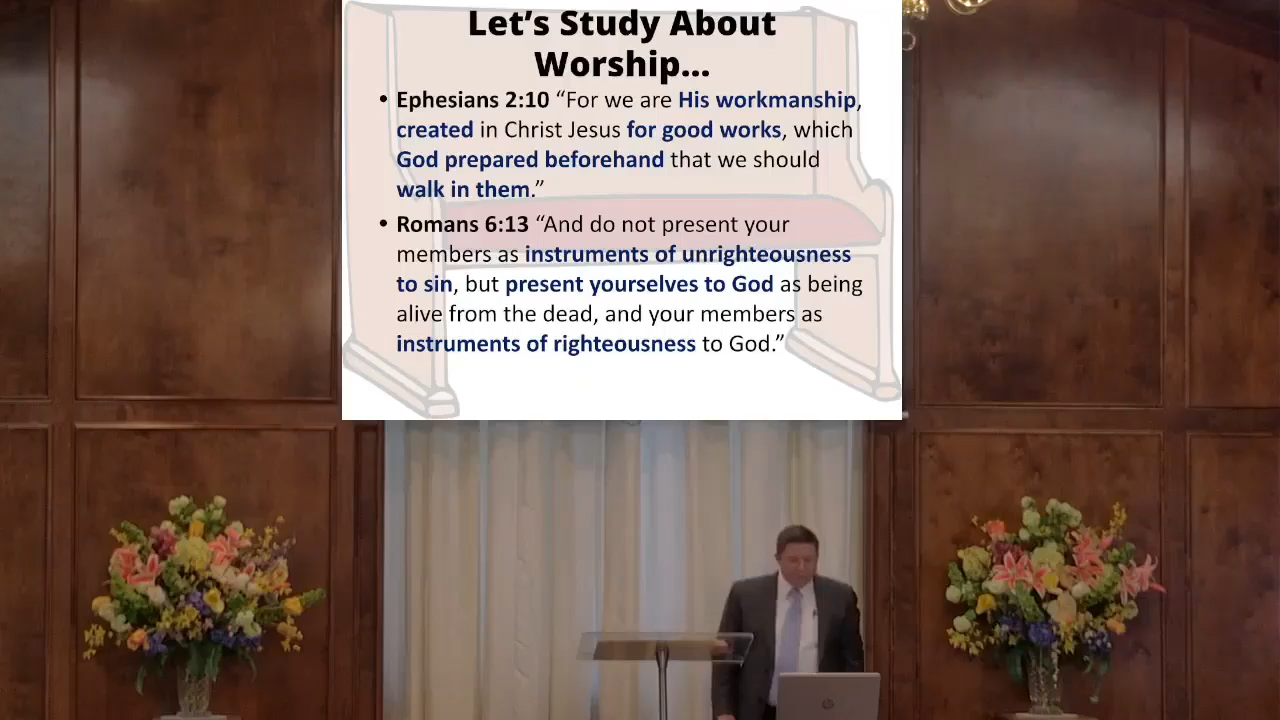 Let’s Study About
Worship...
• Ephesians 2:10 “For we are His workmanship,
created in Christ Jesus for good works, which
God prepared beforehand that we should
walk in them.”
• Romans 6:13 “And do not present your
members as instruments of unrighteousness
to sin, but present yourselves to God as being
alive from the dead, and your members as
instruments of righteousness to God.”